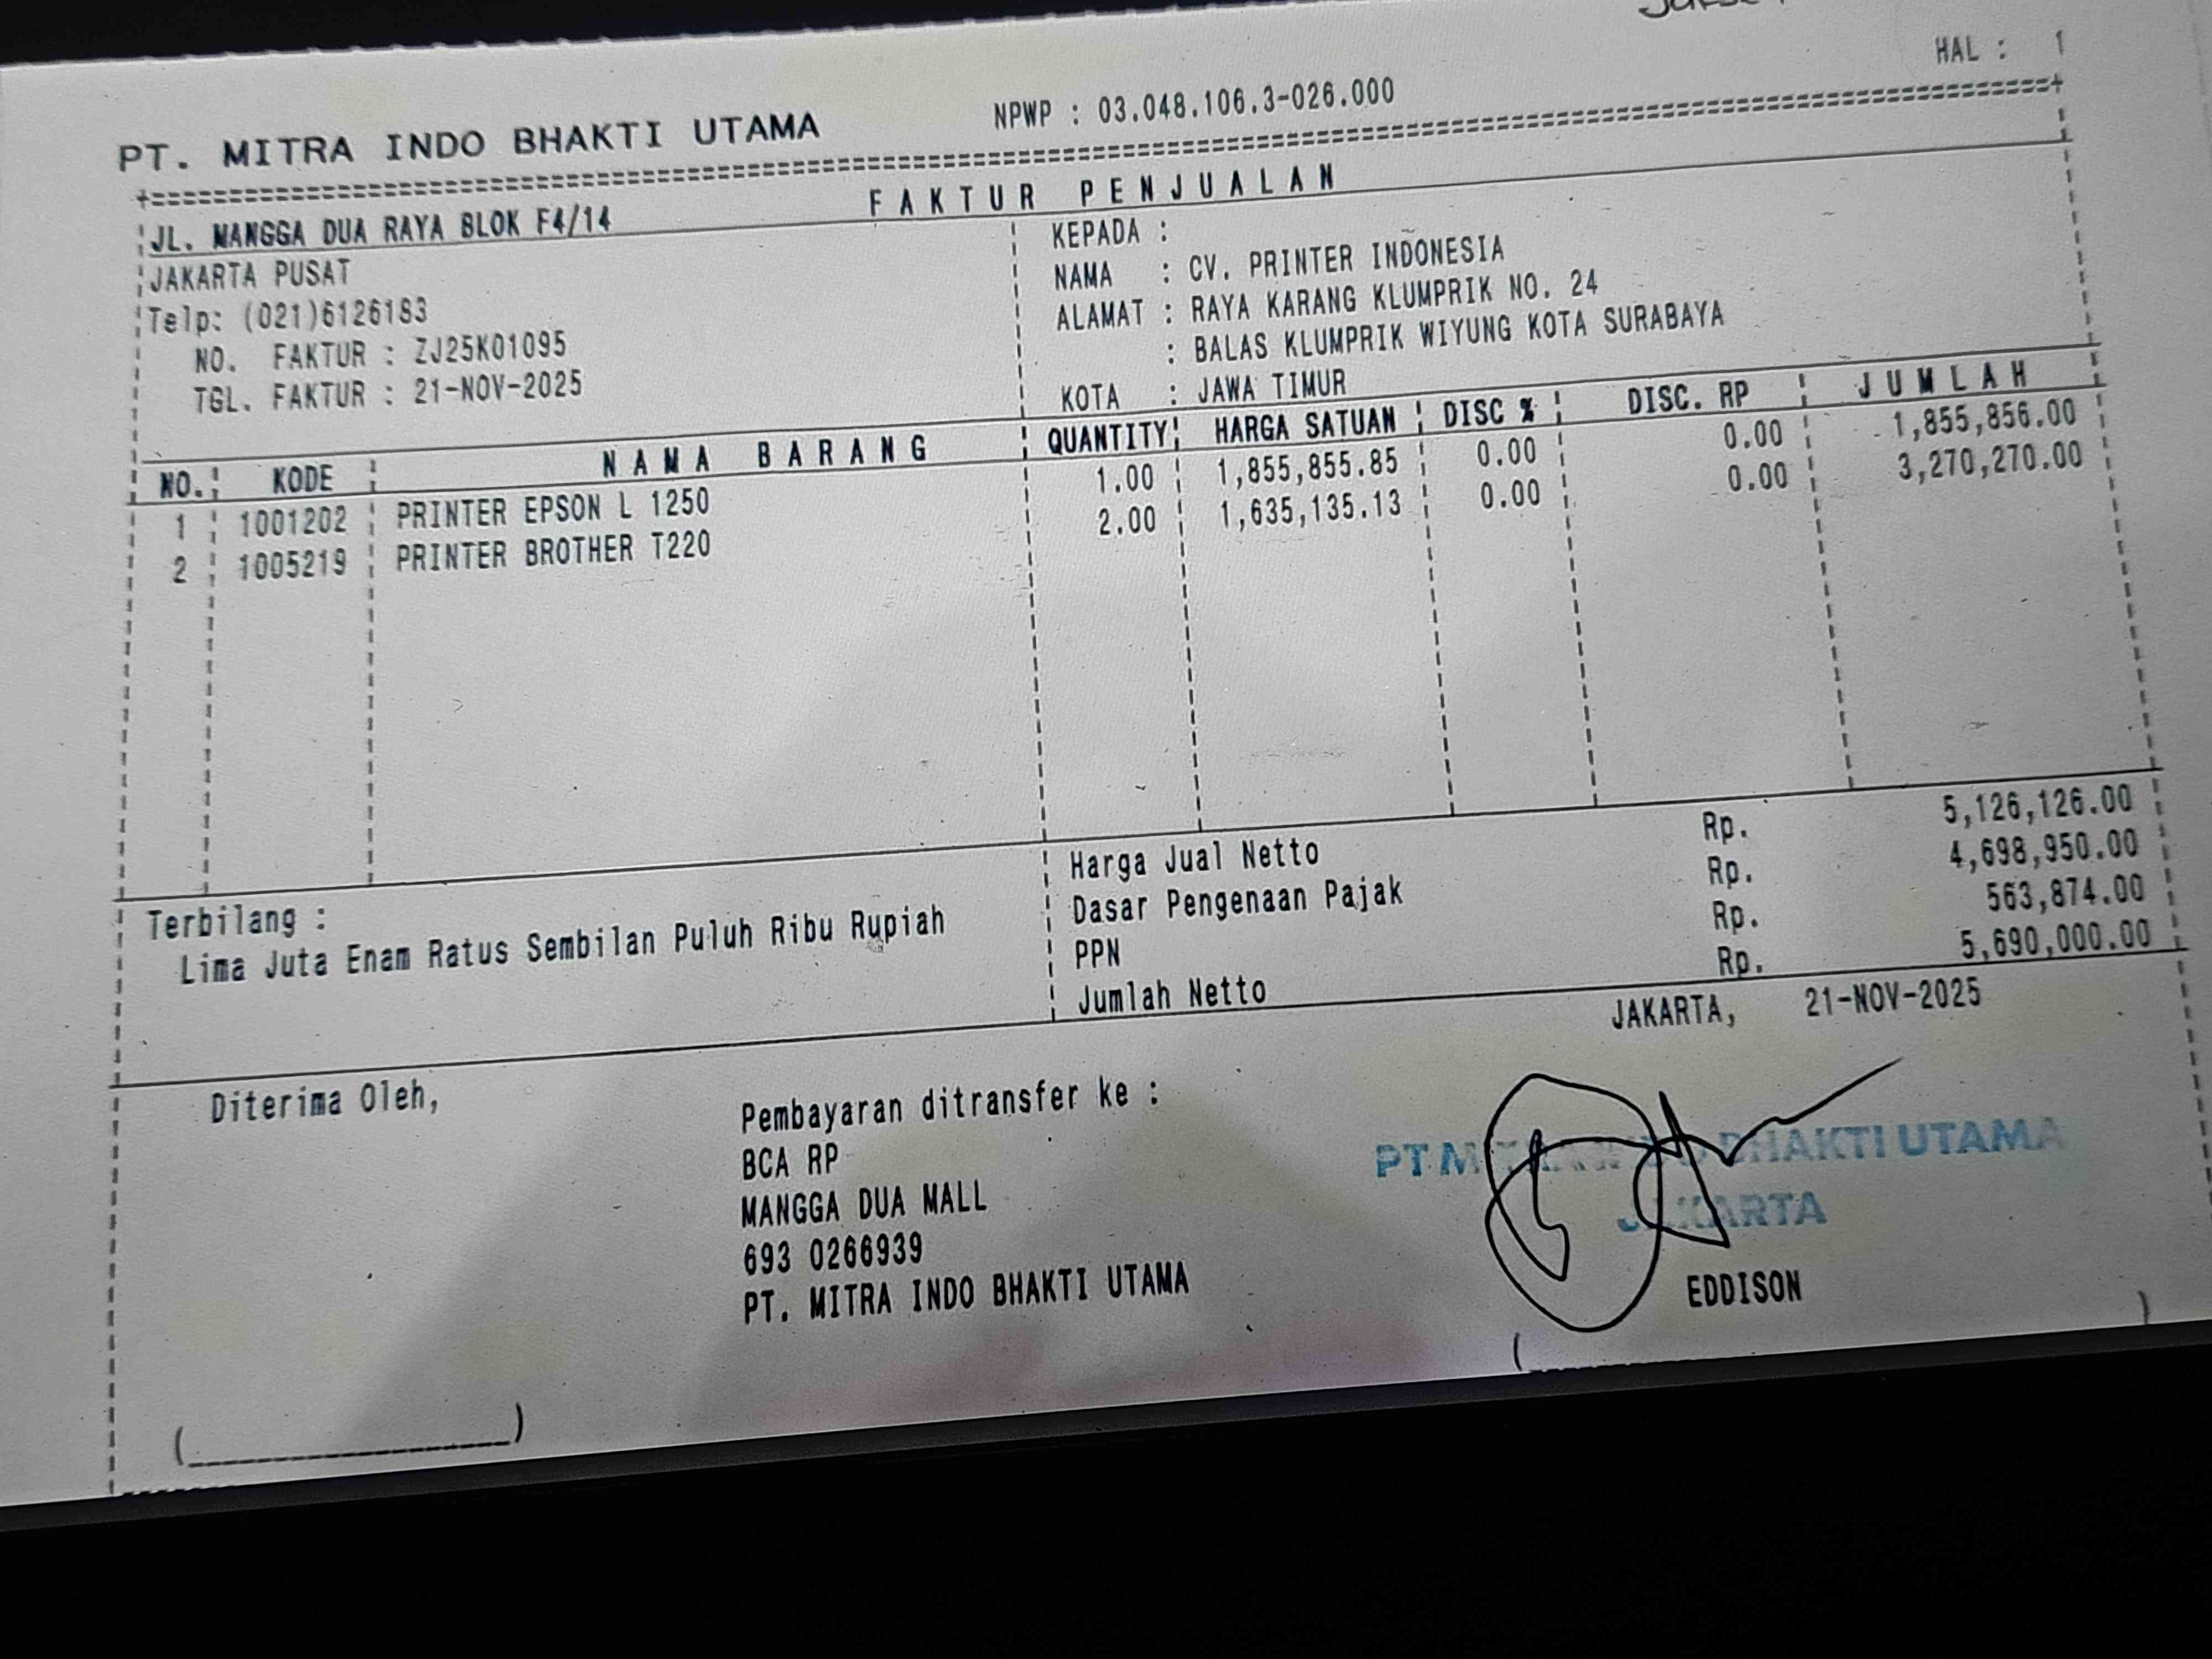 HAL : 1
PT. MITRA INDO BHAKTI UTAMA NPWP : 03.048.106.3-026.000
FAKTUR PENJUALAN
JL. MANGGA DUA RAYA BLOK F4/14
JAKARTA PUSAT
Telp: (021)6126183
NO. FAKTUR : ZJ25K01095
TGL. FAKTUR : 21-NOV-2025
KEPADA :
NAMA : CV. PRINTER INDONESIA
ALAMAT : RAYA KARANG KLUMPRIK NO. 24
: BALAS KLUMPRIK WIYUNG KOTA SURABAYA
KOTA : JAWA TIMUR
NO. KODE NAMA BARANG QUANTITY HARGA SATUAN DISC % DISC. RP JUMLAH
1 1001202 PRINTER EPSON L 1250 1.00 1,855,855.85 0.00 0.00 1,855,856.00
2 1005219 PRINTER BROTHER T220 2.00 1,635,135.13 0.00 0.00 3,270,270.00
Harga Jual Netto Rp. 5,126,126.00
Dasar Pengenaan Pajak Rp. 4,698,950.00
PPN Rp. 563,874.00
Jumlah Netto Rp. 5,690,000.00
Terbilang :
Lima Juta Enam Ratus Sembilan Puluh Ribu Rupiah
JAKARTA, 21-NOV-2025
Diterima Oleh,
Pembayaran ditransfer ke :
BCA RP
MANGGA DUA MALL
693 0266939
PT. MITRA INDO BHAKTI UTAMA
PT MITRA INDO BHAKTI UTAMA
JAKARTA
EDDISON